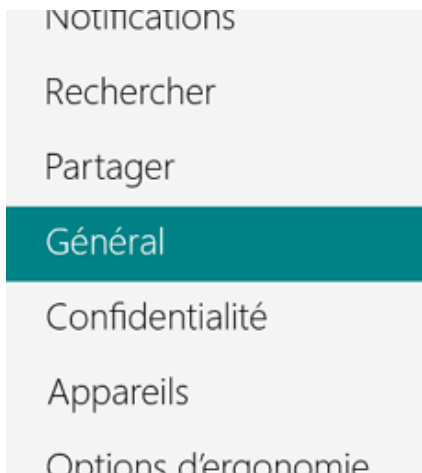 Notifications
Rechercher
Partager
Général
Confidentialité
Appareils
Options d'ergonomie